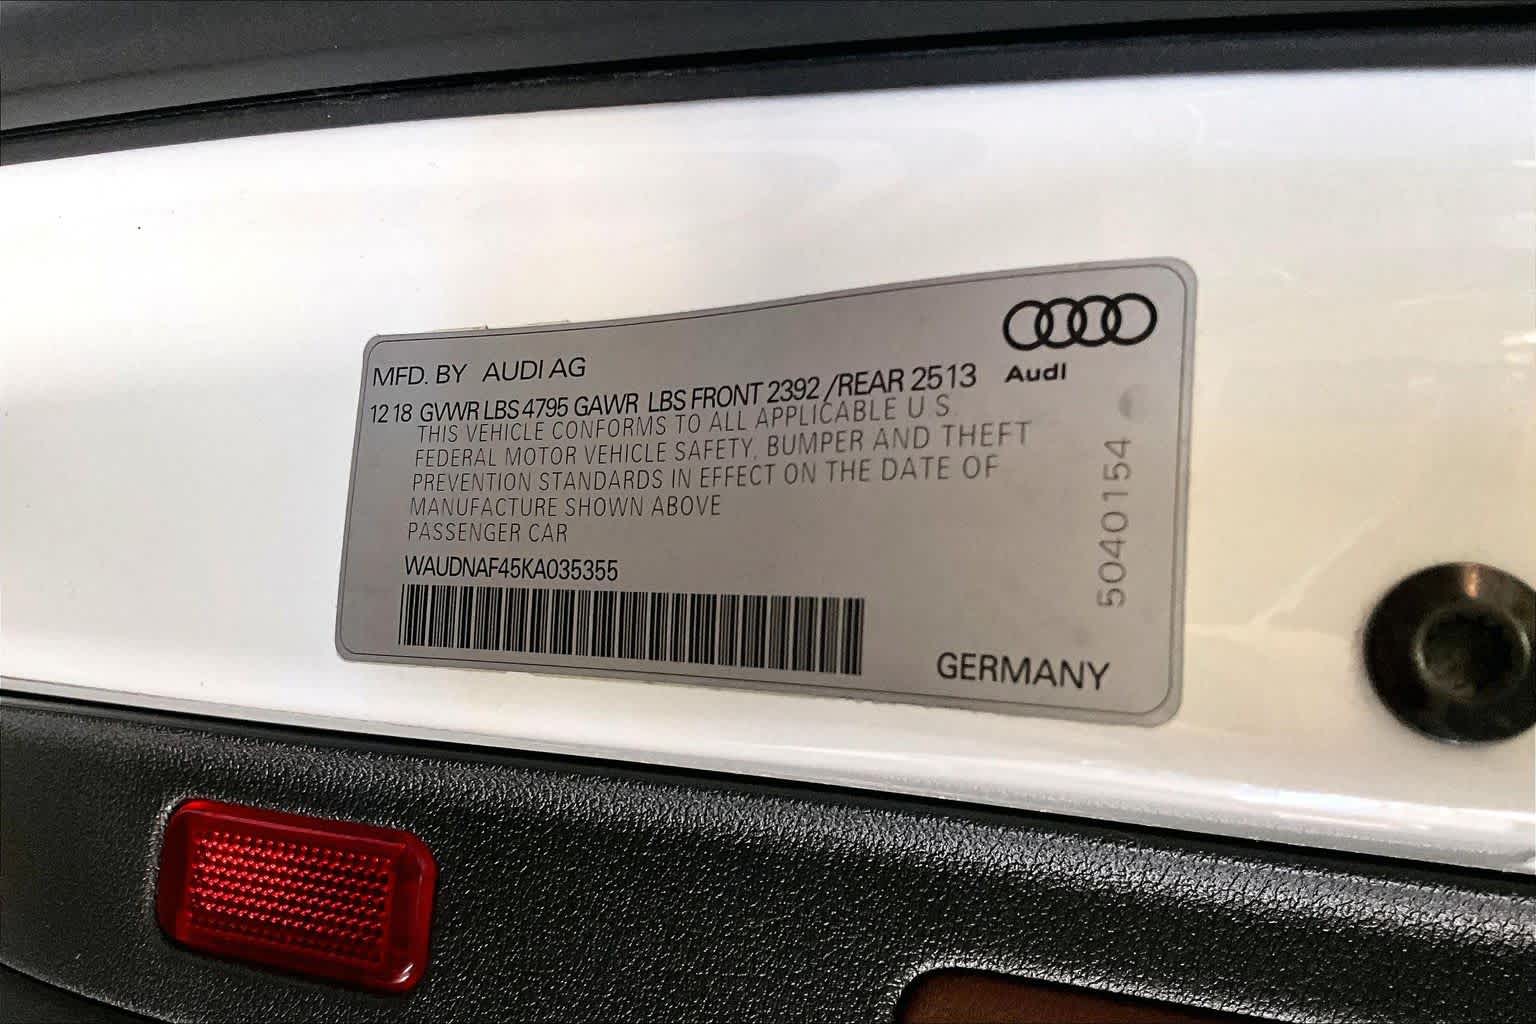 MFD. BY AUDI AG
Audi
12 18 GVWR LBS 4795 GAWR LBS FRONT 2392 /REAR 2513
THIS VEHICLE CONFORMS TO ALL APPLICABLE U S
FEDERAL MOTOR VEHICLE SAFETY, BUMPER AND THEFT
PREVENTION STANDARDS IN EFFECT ON THE DATE OF
MANUFACTURE SHOWN ABOVE
PASSENGER CAR
WAUDNAF45KA035355
5040154
GERMANY